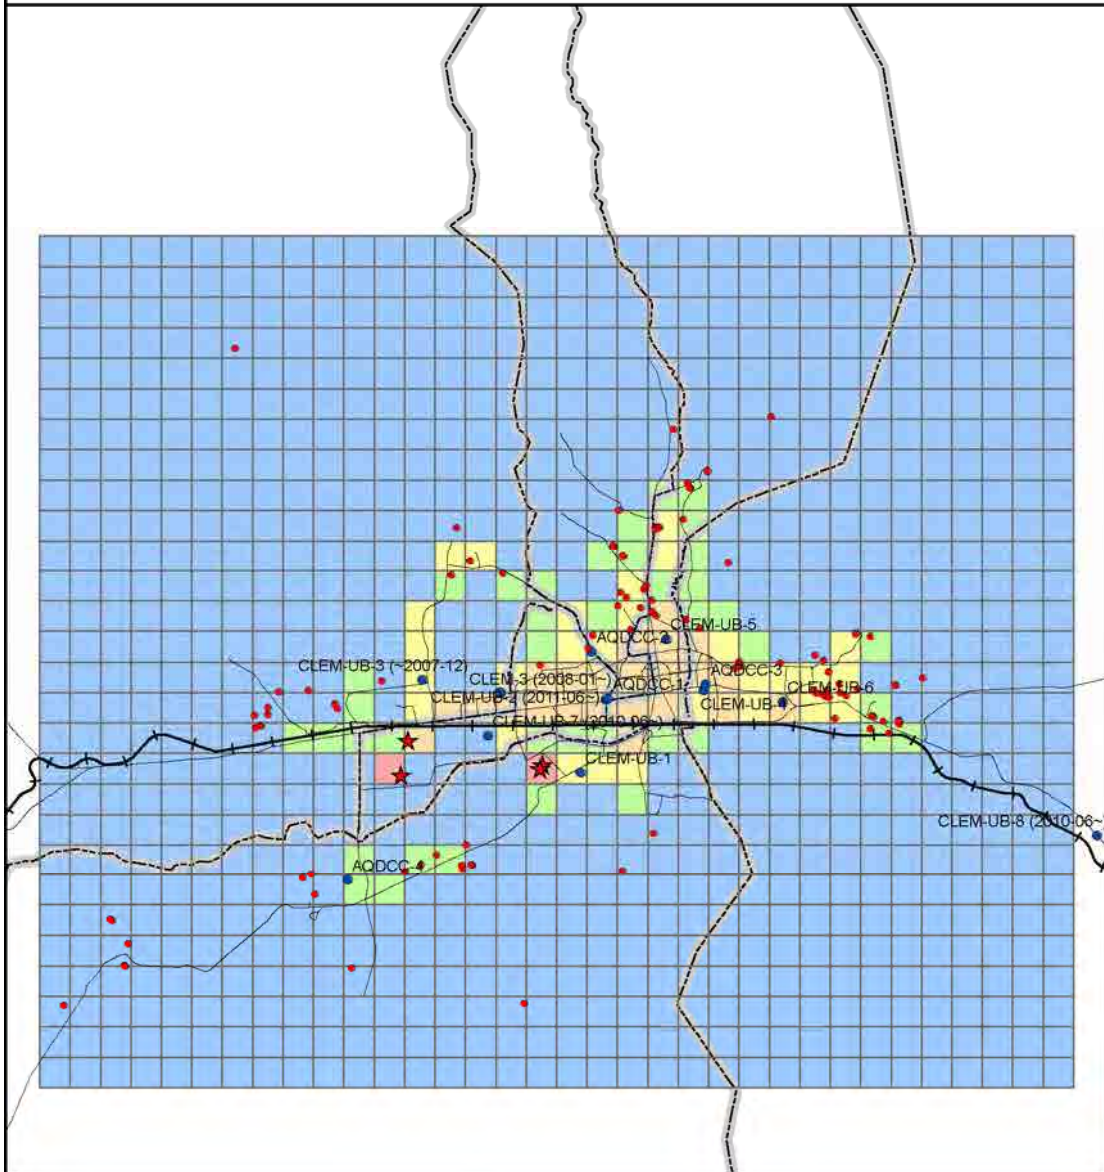 CLEM-UB-5
AQDCC-2
CLEM-UB-3 (~2007-12)
AQDCC-3
CLEM-3 (2008-01~)
AQDCC-1
CLEM-UB-6
CLEM-UB-2 (2011-06~)
CLEM-UB-4
CLEM-UB-7 (2010-06~)
CLEM-UB-1
CLEM-UB-8 (2010-06~
AQDCC-4